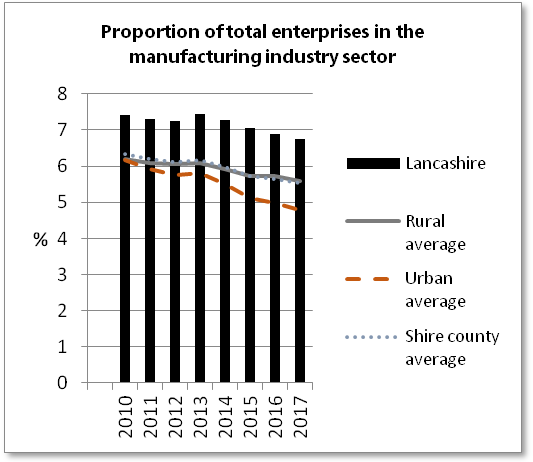 Proportion of total enterprises in the
manufacturing industry sector
8
7
6
5
4
3
2
1
0
%
2010
2011
2012
2013
2014
2015
2016
2017
Lancashire
Rural
average
Urban
average
Shire county
average